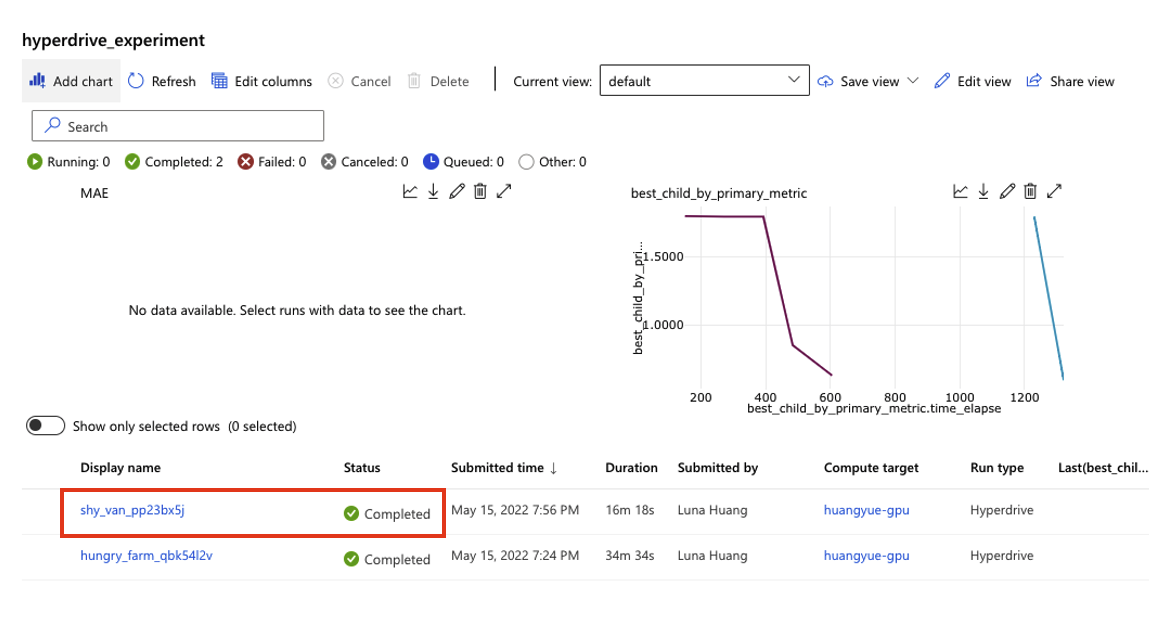 hyperdrive_experiment
Add chart Refresh Edit columns Cancel Delete Current view: default Save view Edit view Share view
Search
Running: 0 Completed: 2 Failed: 0 Canceled: 0 Queued: 0 Other: 0
MAE
No data available. Select runs with data to see the chart.
best_child_by_primary_metric
best_child_by_pri...
1.5000
1.0000
200 400 600 800 1000 1200
best_child_by_primary_metric.time_elapse
Show only selected rows (0 selected)
Display name Status Submitted time ↓ Duration Submitted by Compute target Run type Last(best_chil...
shy_van_pp23bx5j Completed May 15, 2022 7:56 PM 16m 18s Luna Huang huangyue-gpu Hyperdrive
hungry_farm_qbk54l2v Completed May 15, 2022 7:24 PM 34m 34s Luna Huang huangyue-gpu Hyperdrive